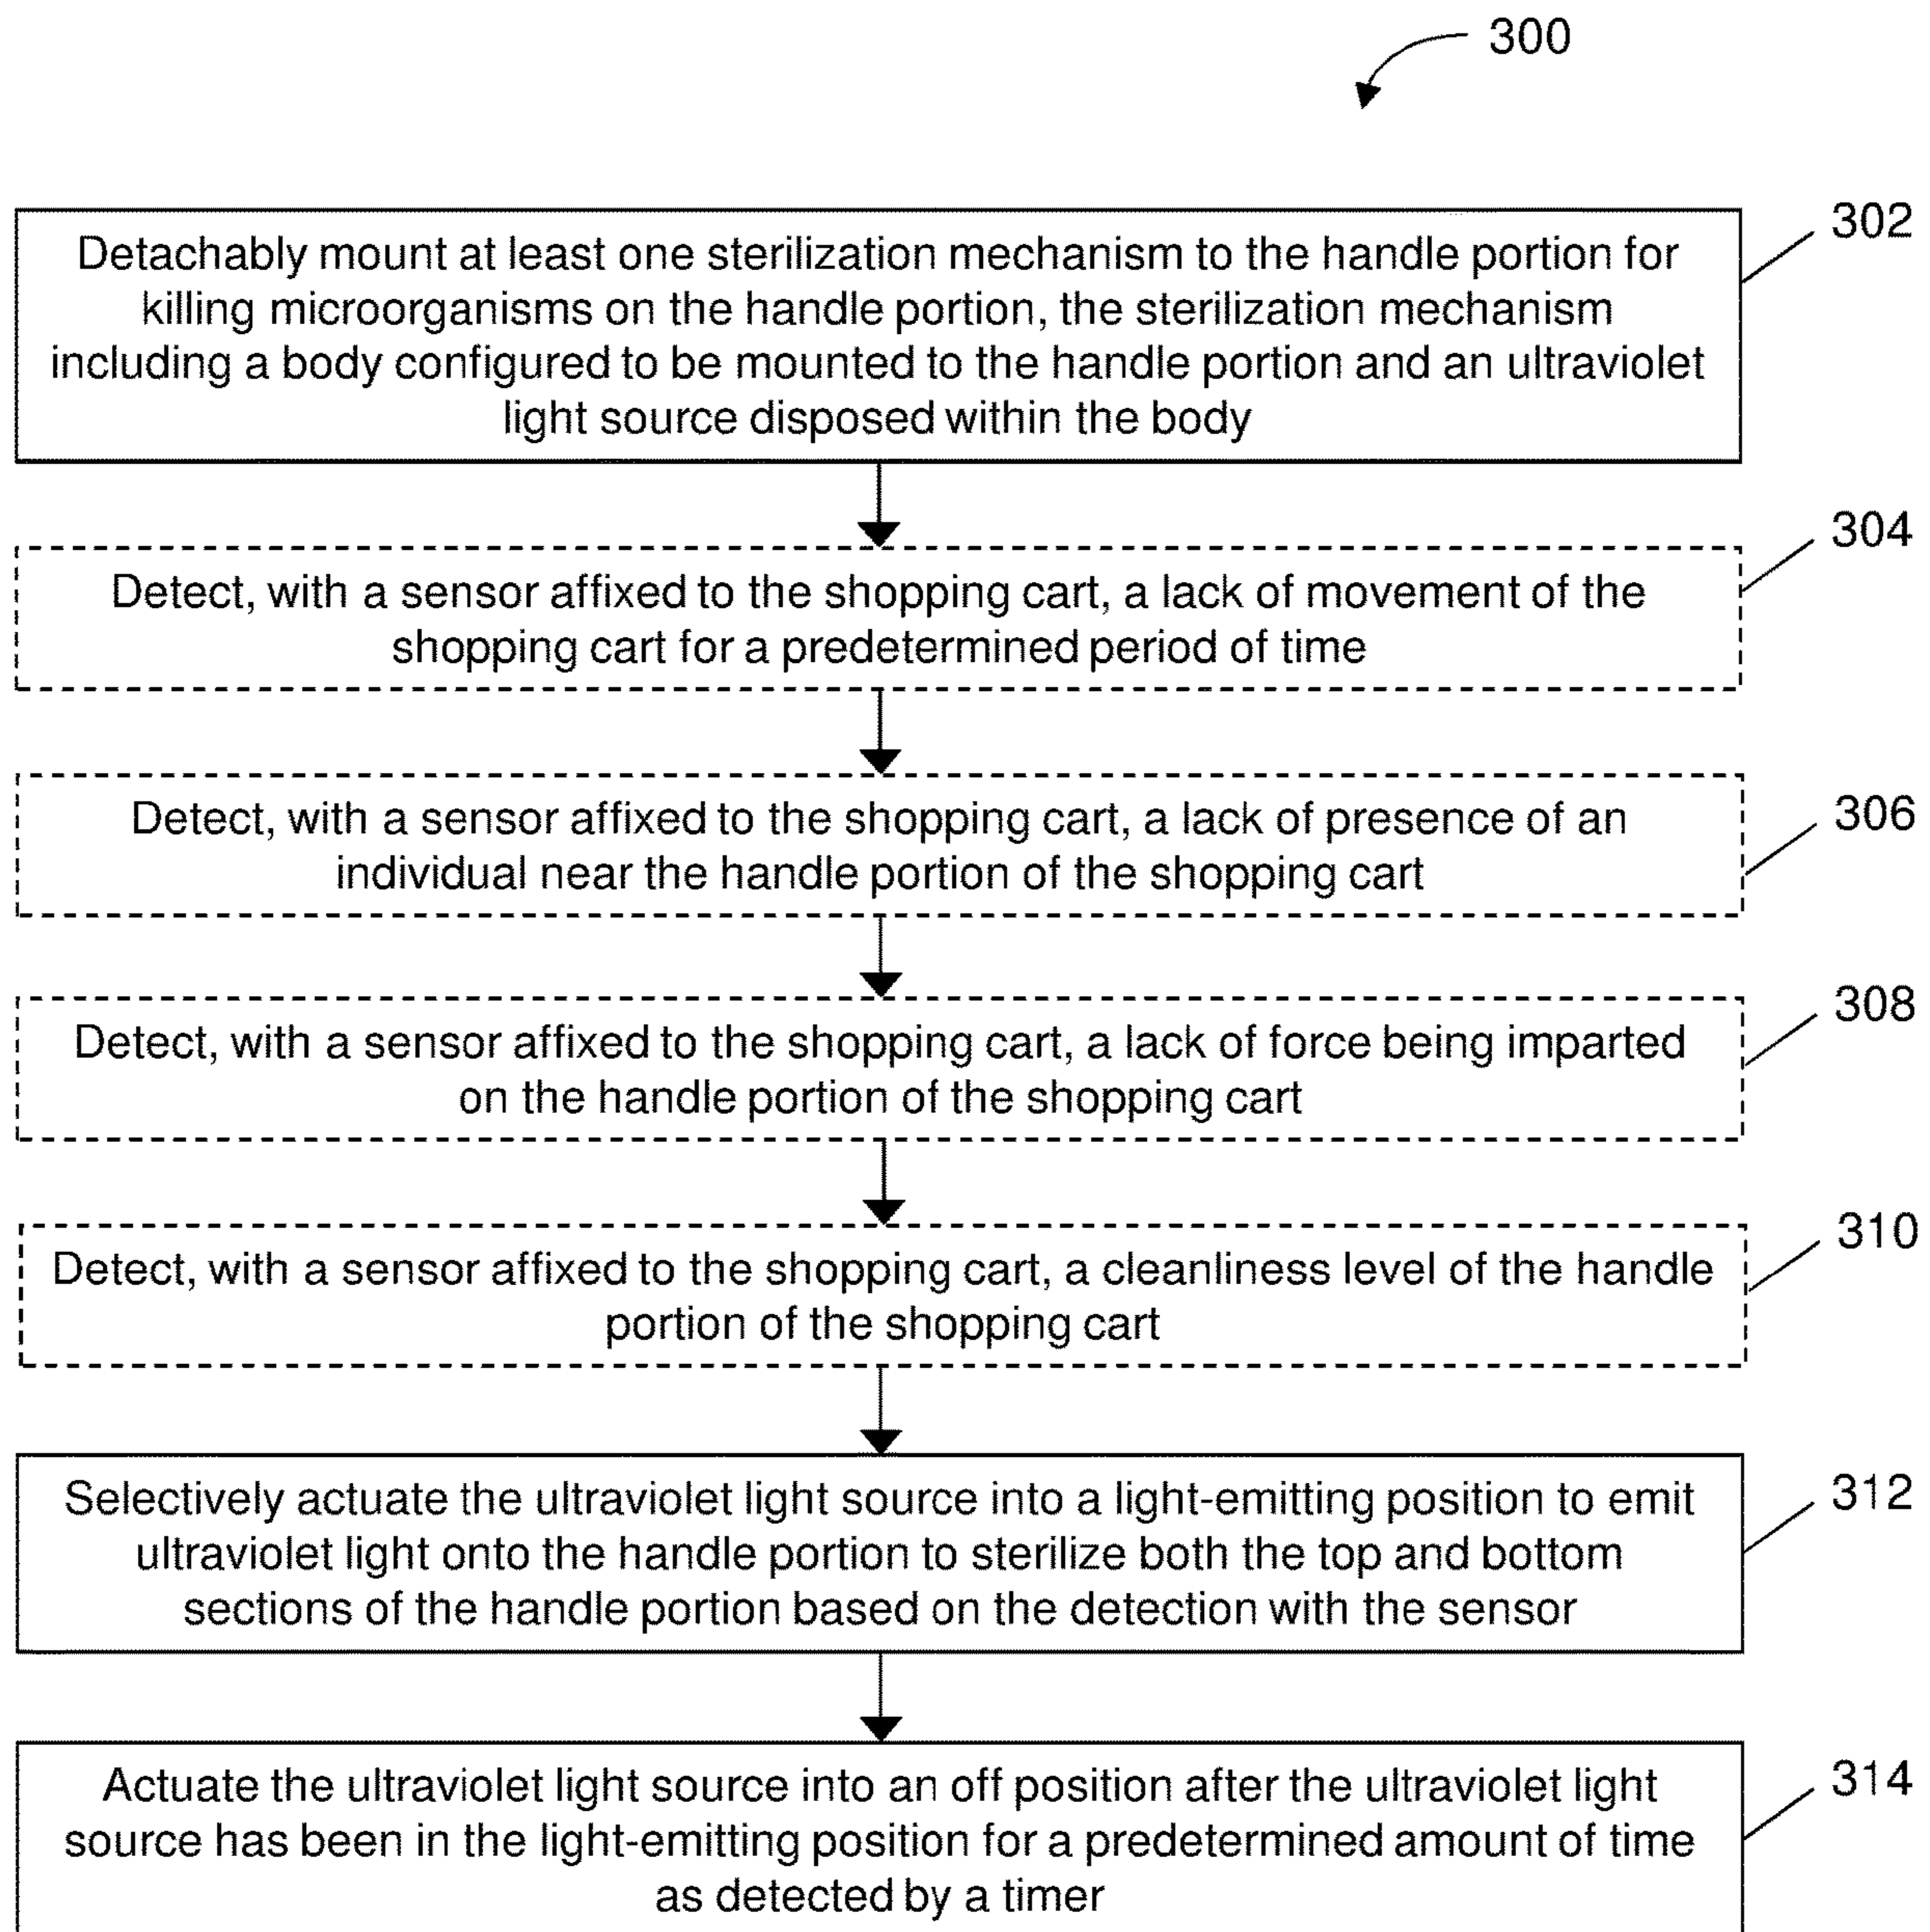 300
302
Detachably mount at least one sterilization mechanism to the handle portion for
killing microorganisms on the handle portion, the sterilization mechanism
including a body configured to be mounted to the handle portion and an ultraviolet
light source disposed within the body
304
Detect, with a sensor affixed to the shopping cart, a lack of movement of the
shopping cart for a predetermined period of time
306
Detect, with a sensor affixed to the shopping cart, a lack of presence of an
individual near the handle portion of the shopping cart
308
Detect, with a sensor affixed to the shopping cart, a lack of force being imparted
on the handle portion of the shopping cart
310
Detect, with a sensor affixed to the shopping cart, a cleanliness level of the handle
portion of the shopping cart
312
Selectively actuate the ultraviolet light source into a light-emitting position to emit
ultraviolet light onto the handle portion to sterilize both the top and bottom
sections of the handle portion based on the detection with the sensor
314
Actuate the ultraviolet light source into an off position after the ultraviolet light
source has been in the light-emitting position for a predetermined amount of time
as detected by a timer